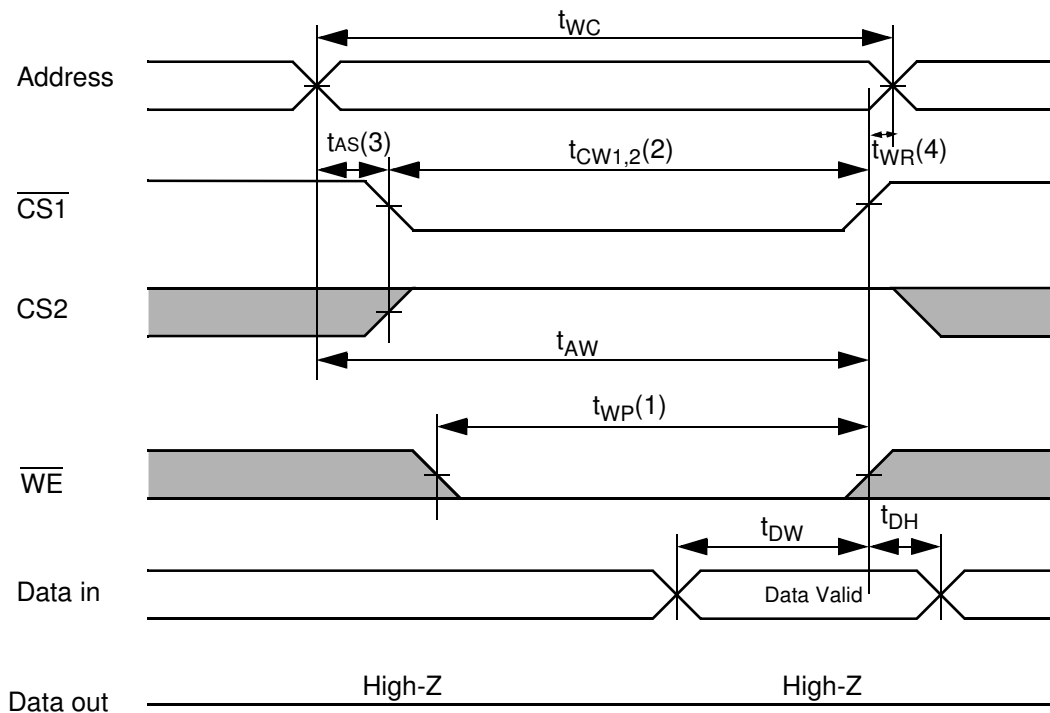 tWC
Address
tAS(3)
tCW1,2(2)
tWR(4)
CS1
CS2
tAW
tWP(1)
WE
tDW
tDH
Data in
Data Valid
High-Z
High-Z
Data out